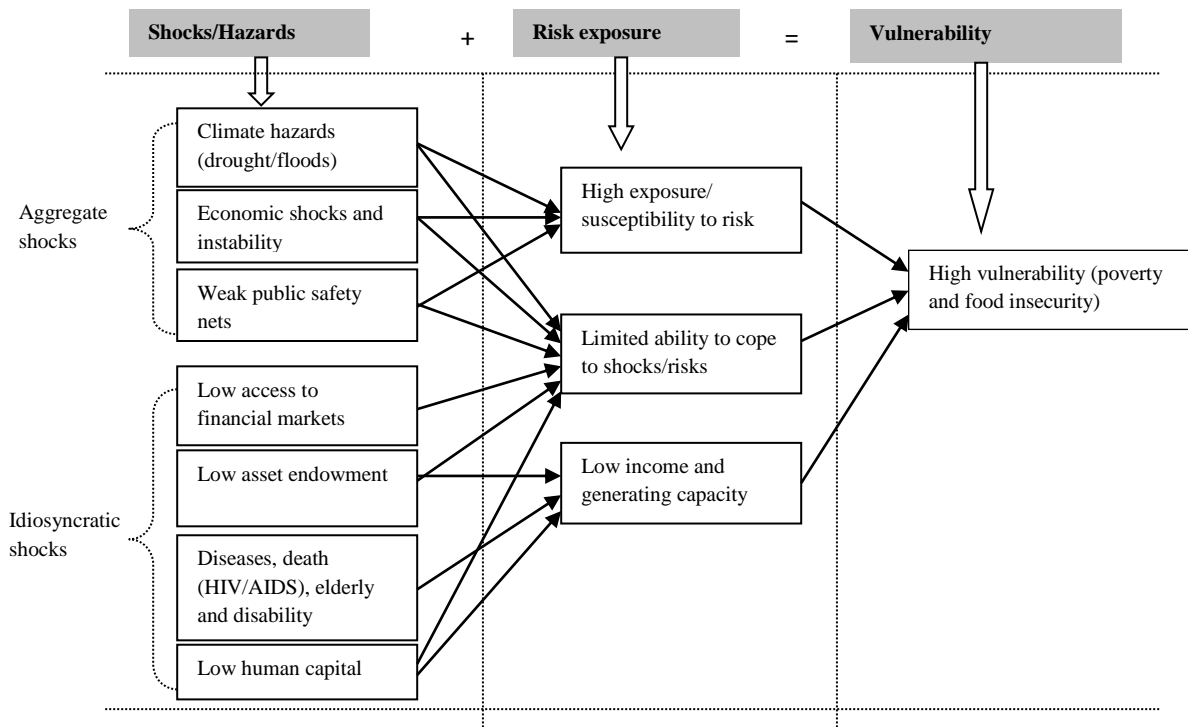 Shocks/Hazards + Risk exposure = Vulnerability
Climate hazards
(drought/floods)
Economic shocks and
instability
Weak public safety
nets
Aggregate
shocks
Low access to
financial markets
Low asset endowment
Diseases, death
(HIV/AIDS), elderly
and disability
Low human capital
Idiosyncratic
shocks
High exposure/
susceptibility to risk
Limited ability to cope
to shocks/risks
Low income and
generating capacity
High vulnerability (poverty
and food insecurity)